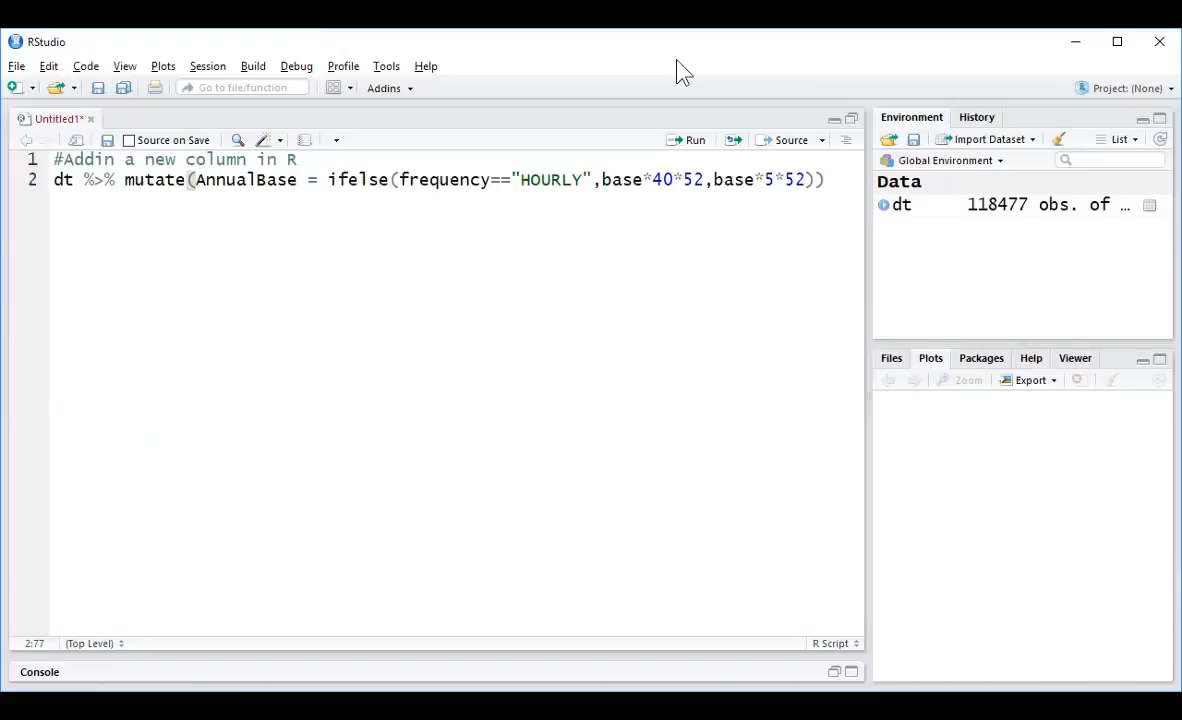 RStudio
File Edit Code View Plots Session Build Debug Profile Tools Help
Go to file/function Addins Project: (None)
Untitled1*
Source on Save Run Source
1 #Addin a new column in R
2 dt %>% mutate(AnnualBase = ifelse(frequency=="HOURLY",base*40*52,base*5*52))
2:77 (Top Level) R Script
Console
Environment History
Import Dataset List
Global Environment
Data
dt 118477 obs. of …
Files Plots Packages Help Viewer
Zoom Export